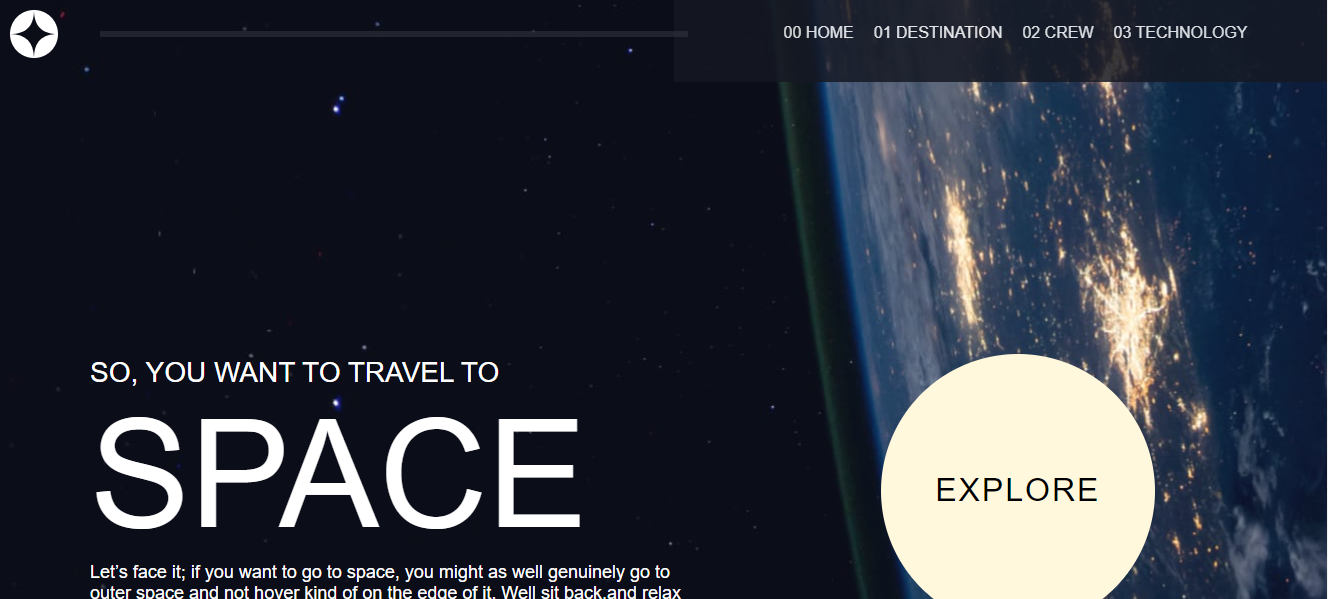 00 HOME 01 DESTINATION 02 CREW 03 TECHNOLOGY
SO, YOU WANT TO TRAVEL TO
SPACE
EXPLORE
Let’s face it; if you want to go to space, you might as well genuinely go to
outer space and not hover kind of on the edge of it. Well sit back,and relax